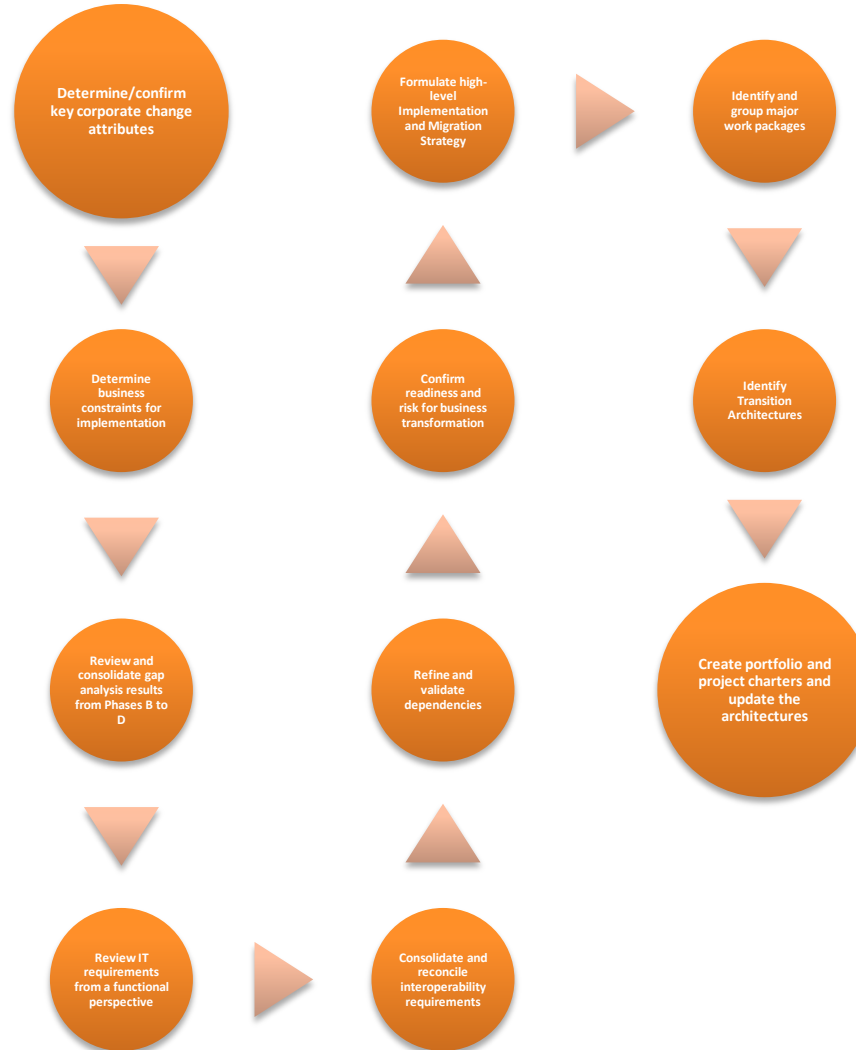 Determine/confirm
key corporate change
attributes
Determine
business
constraints for
implementation
Review and
consolidate gap
analysis results
from Phases B to
D
Review IT
requirements
from a functional
perspective
Consolidate and
reconcile
interoperability
requirements
Refine and
validate
dependencies
Confirm
readiness and
risk for business
transformation
Formulate high-
level
Implementation
and Migration
Strategy
Identify and
group major
work packages
Identify
Transition
Architectures
Create portfolio and
project charters and
update the
architectures